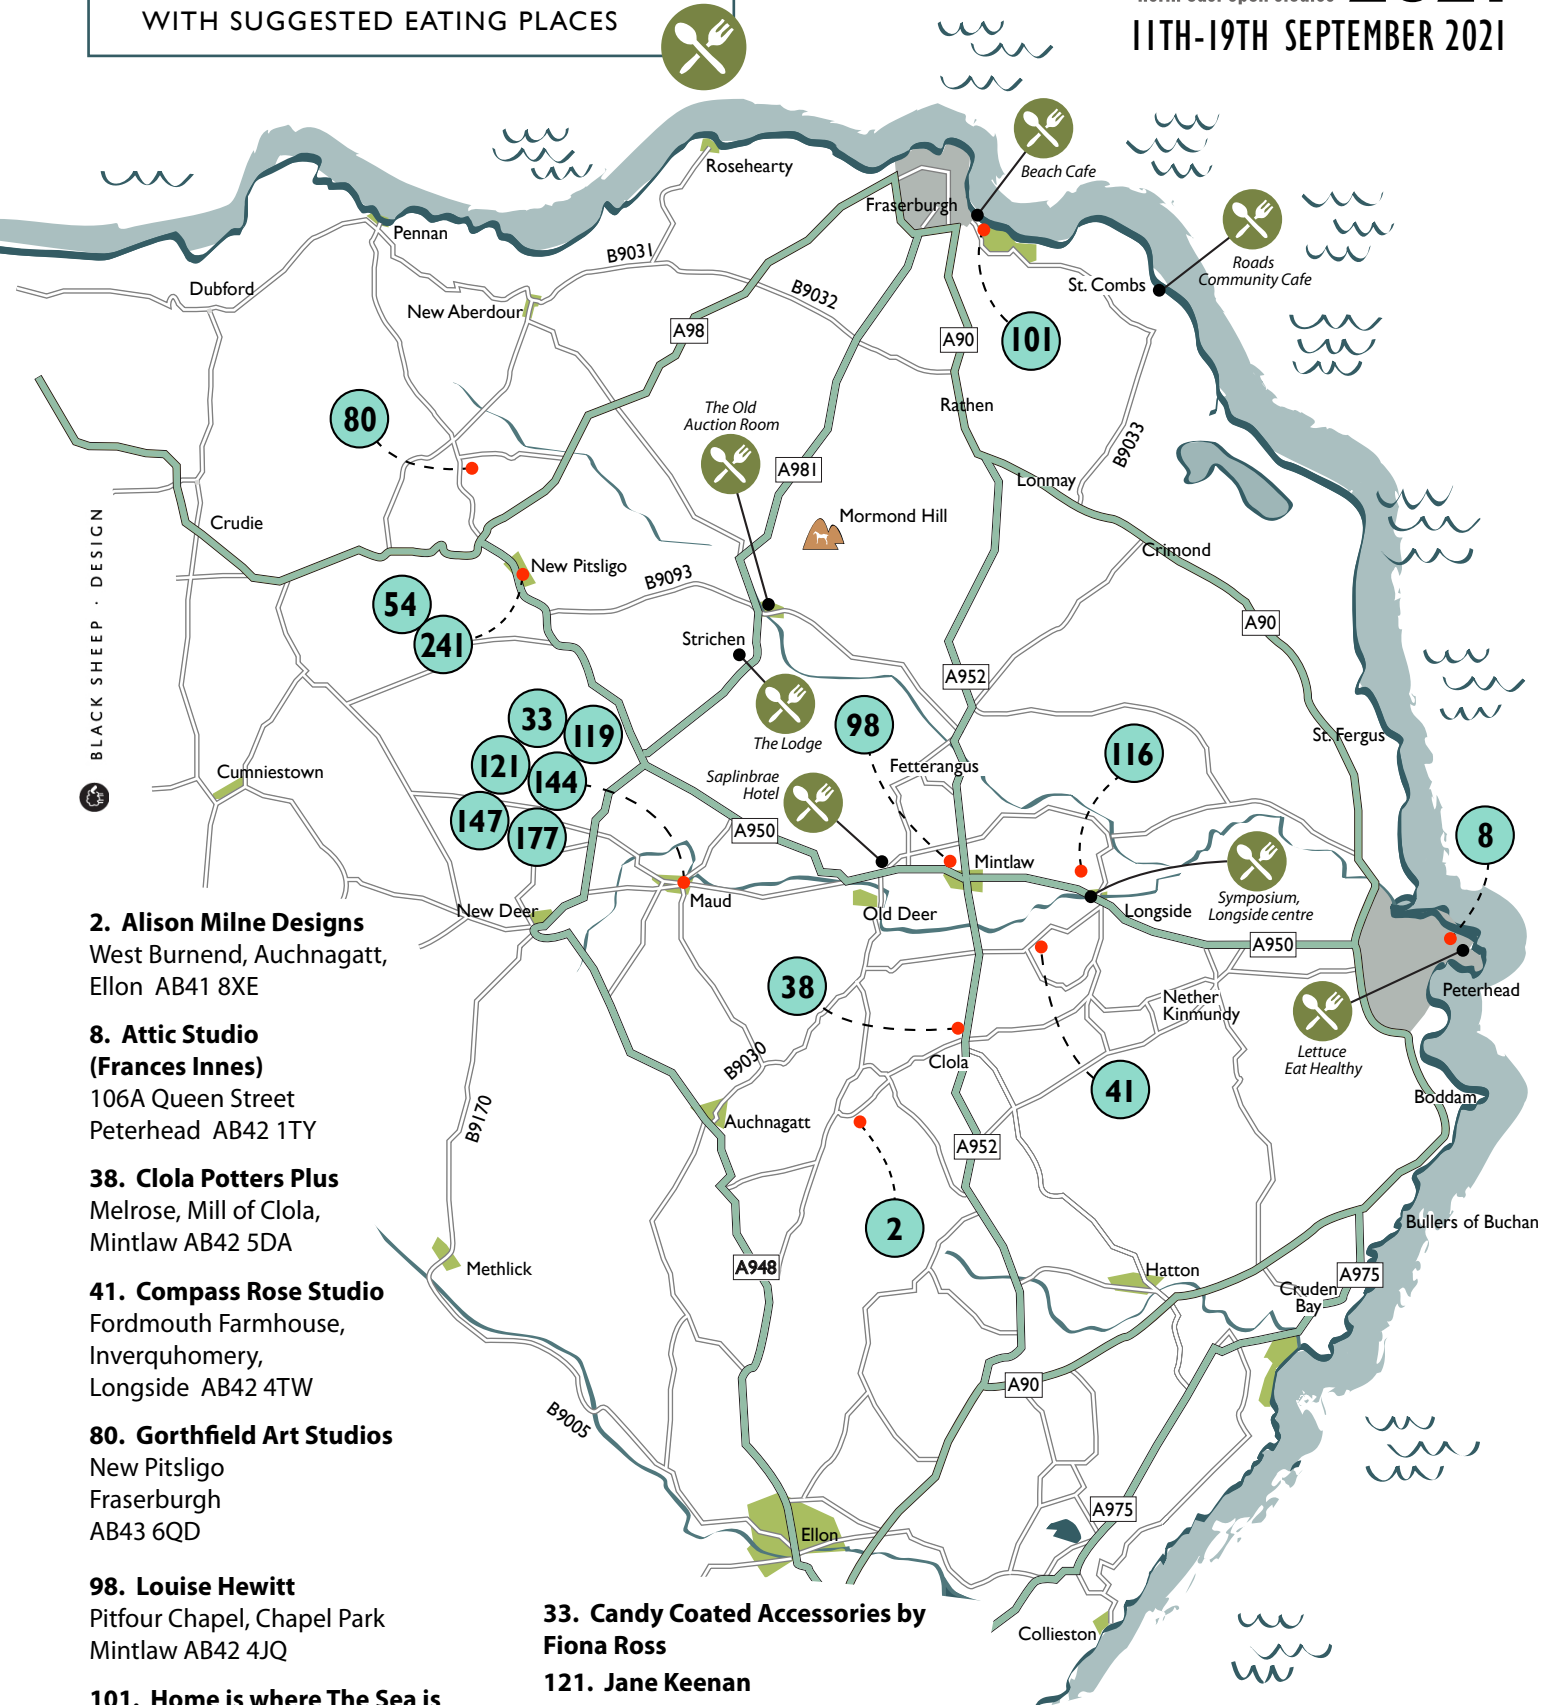 WITH SUGGESTED EATING PLACES
11TH-19TH SEPTEMBER 2021
Beach Cafe
Rosehearty
Fraserburgh
Pennan
Roads
Community Cafe
B9031
St. Combs
Dubford
B9032
New Aberdour
A98
A90
101
80
The Old
Auction Room
Rathen
B9033
A981
Lonmay
Mormond Hill
Crudie
Crimond
New Pitsligo
B9093
BLACK SHEEP · DESIGN
54
241
A90
Strichen
A952
33
119
98
The Lodge
St. Fergus
121
144
116
Fetterangus
Cumniestown
Saplinbrae
Hotel
147
177
A950
8
Mintlaw
Maud
Symposium,
Longside centre
New Deer
Old Deer
Longside
A950
38
Peterhead
Nether
Kinmundy
Lettuce
Eat Healthy
B9030
Clola
41
Boddam
B9170
Auchnagatt
A952
2
Bullers of Buchan
Methlick
A948
Hatton
A975
Cruden
Bay
A90
B9005
A975
Ellon
Collieston
2. Alison Milne Designs
West Burnend, Auchnagatt,
Ellon AB41 8XE
8. Attic Studio
(Frances Innes)
106A Queen Street
Peterhead AB42 1TY
38. Clola Potters Plus
Melrose, Mill of Clola,
Mintlaw AB42 5DA
41. Compass Rose Studio
Fordmouth Farmhouse,
Inverquhomery,
Longside AB42 4TW
80. Gorthfield Art Studios
New Pitsligo
Fraserburgh
AB43 6QD
98. Louise Hewitt
Pitfour Chapel, Chapel Park
Mintlaw AB42 4JQ
101. Home is where The Sea is
33. Candy Coated Accessories by
Fiona Ross
121. Jane Keenan